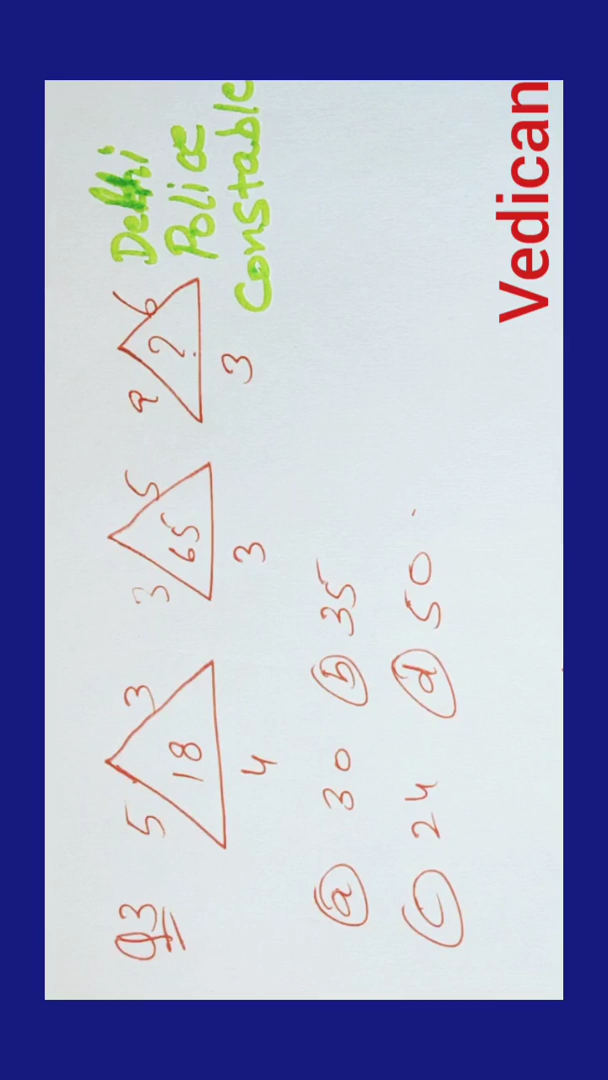 Q3 5 3 3 5 9 6
18 65 ?
4 3 3
Delhi
Police
Constable
(a) 30 (b) 35
(c) 24 (d) 50
Vedican